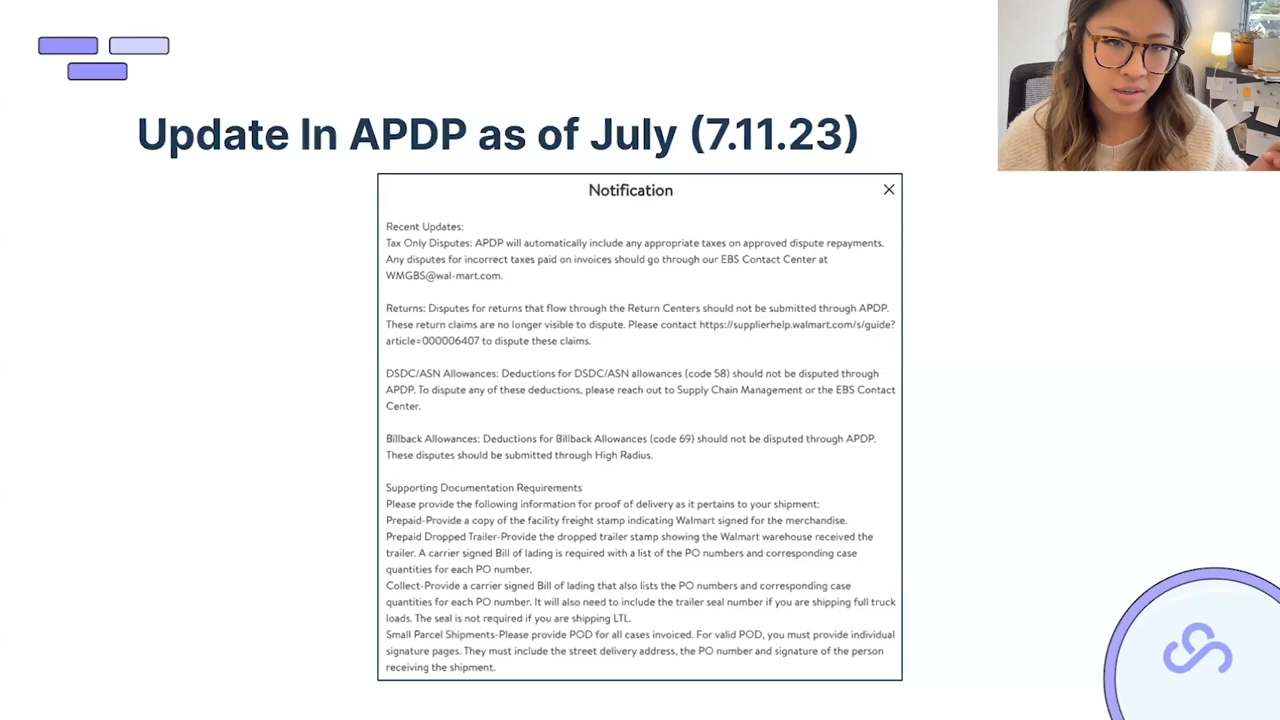 Update In APDP as of July (7.11.23)
Notification
Recent Updates:
Tax Only Disputes: APDP will automatically include any appropriate taxes on approved dispute repayments.
Any disputes for incorrect taxes paid on invoices should go through our EBS Contact Center at
WMGBS@wal-mart.com.
Returns: Disputes for returns that flow through the Return Centers should not be submitted through APDP.
These return claims are no longer visible to dispute. Please contact https://supplierhelp.walmart.com/s/guide?
article=000006407 to dispute these claims.
DSDC/ASN Allowances: Deductions for DSDC/ASN allowances (code 58) should not be disputed through
APDP. To dispute any of these deductions, please reach out to Supply Chain Management or the EBS Contact
Center.
Billback Allowances: Deductions for Billback Allowances (code 69) should not be disputed through APDP.
These disputes should be submitted through High Radius.
Supporting Documentation Requirements
Please provide the following information for proof of delivery as it pertains to your shipment:
Prepaid-Provide a copy of the facility freight stamp indicating Walmart signed for the merchandise.
Prepaid Dropped Trailer-Provide the dropped trailer stamp showing the Walmart warehouse received the
trailer. A carrier signed Bill of lading is required with a list of the PO numbers and corresponding case
quantities for each PO number.
Collect-Provide a carrier signed Bill of lading that also lists the PO numbers and corresponding case
quantities for each PO number. It will also need to include the trailer seal number if you are shipping full truck
loads. The seal is not required if you are shipping LTL.
Small Parcel Shipments-Please provide POD for all cases invoiced. For valid POD, you must provide individual
signature pages. They must include the street delivery address, the PO number and signature of the person
receiving the shipment.